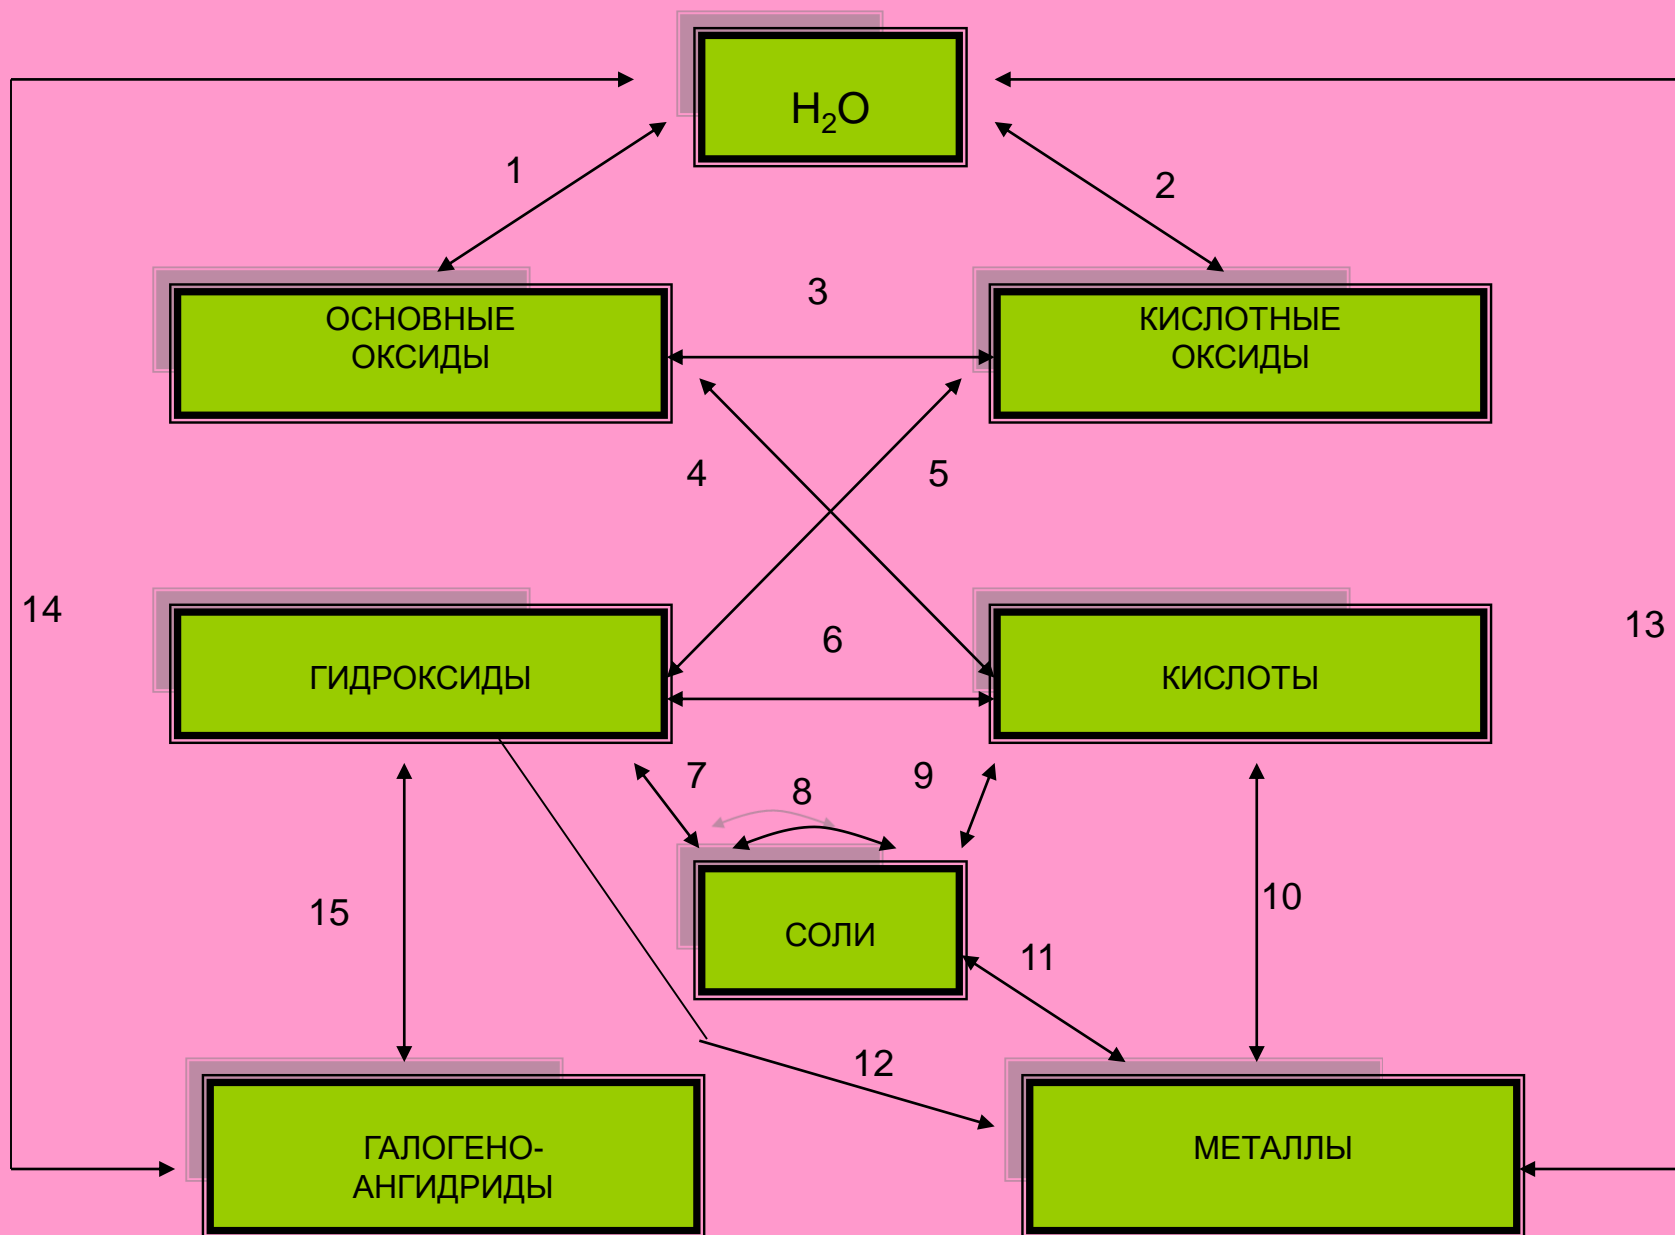 H₂O
1
2
3
ОСНОВНЫЕ
ОКСИДЫ
КИСЛОТНЫЕ
ОКСИДЫ
4
5
14
13
6
ГИДРОКСИДЫ
КИСЛОТЫ
7
8
9
15
10
СОЛИ
11
12
ГАЛОГЕНО-
АНГИДРИДЫ
МЕТАЛЛЫ